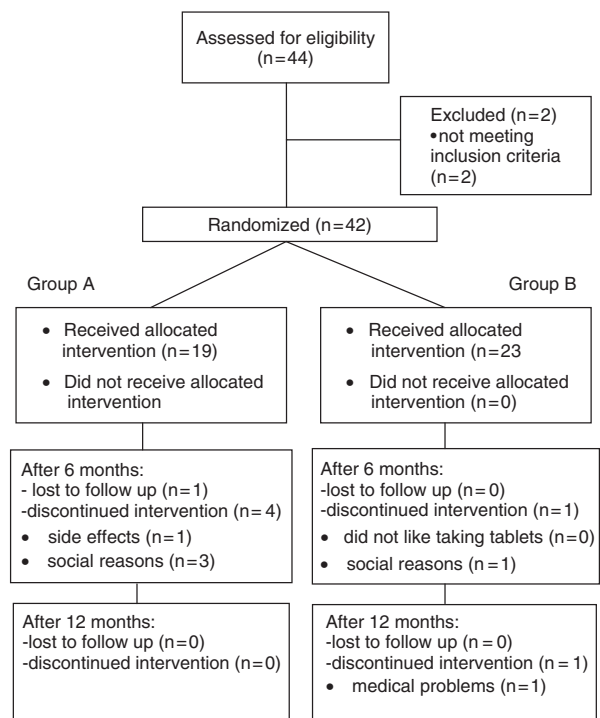 Assessed for eligibility
(n=44)
Excluded (n=2)
•not meeting
inclusion criteria
(n=2)
Randomized (n=42)
Group A
Group B
• Received allocated
intervention (n=19)
• Did not receive allocated
intervention
• Received allocated
intervention (n=23
• Did not receive allocated
intervention (n=0)
After 6 months:
- lost to follow up (n=1)
-discontinued intervention (n=4)
• side effects (n=1)
• social reasons (n=3)
After 6 months:
-lost to follow up (n=0)
-discontinued intervention (n=1)
• did not like taking tablets (n=0)
• social reasons (n=1)
After 12 months:
-lost to follow up (n=0)
-discontinued intervention (n=0)
After 12 months:
-lost to follow up (n=0)
-discontinued intervention (n=1)
• medical problems (n=1)